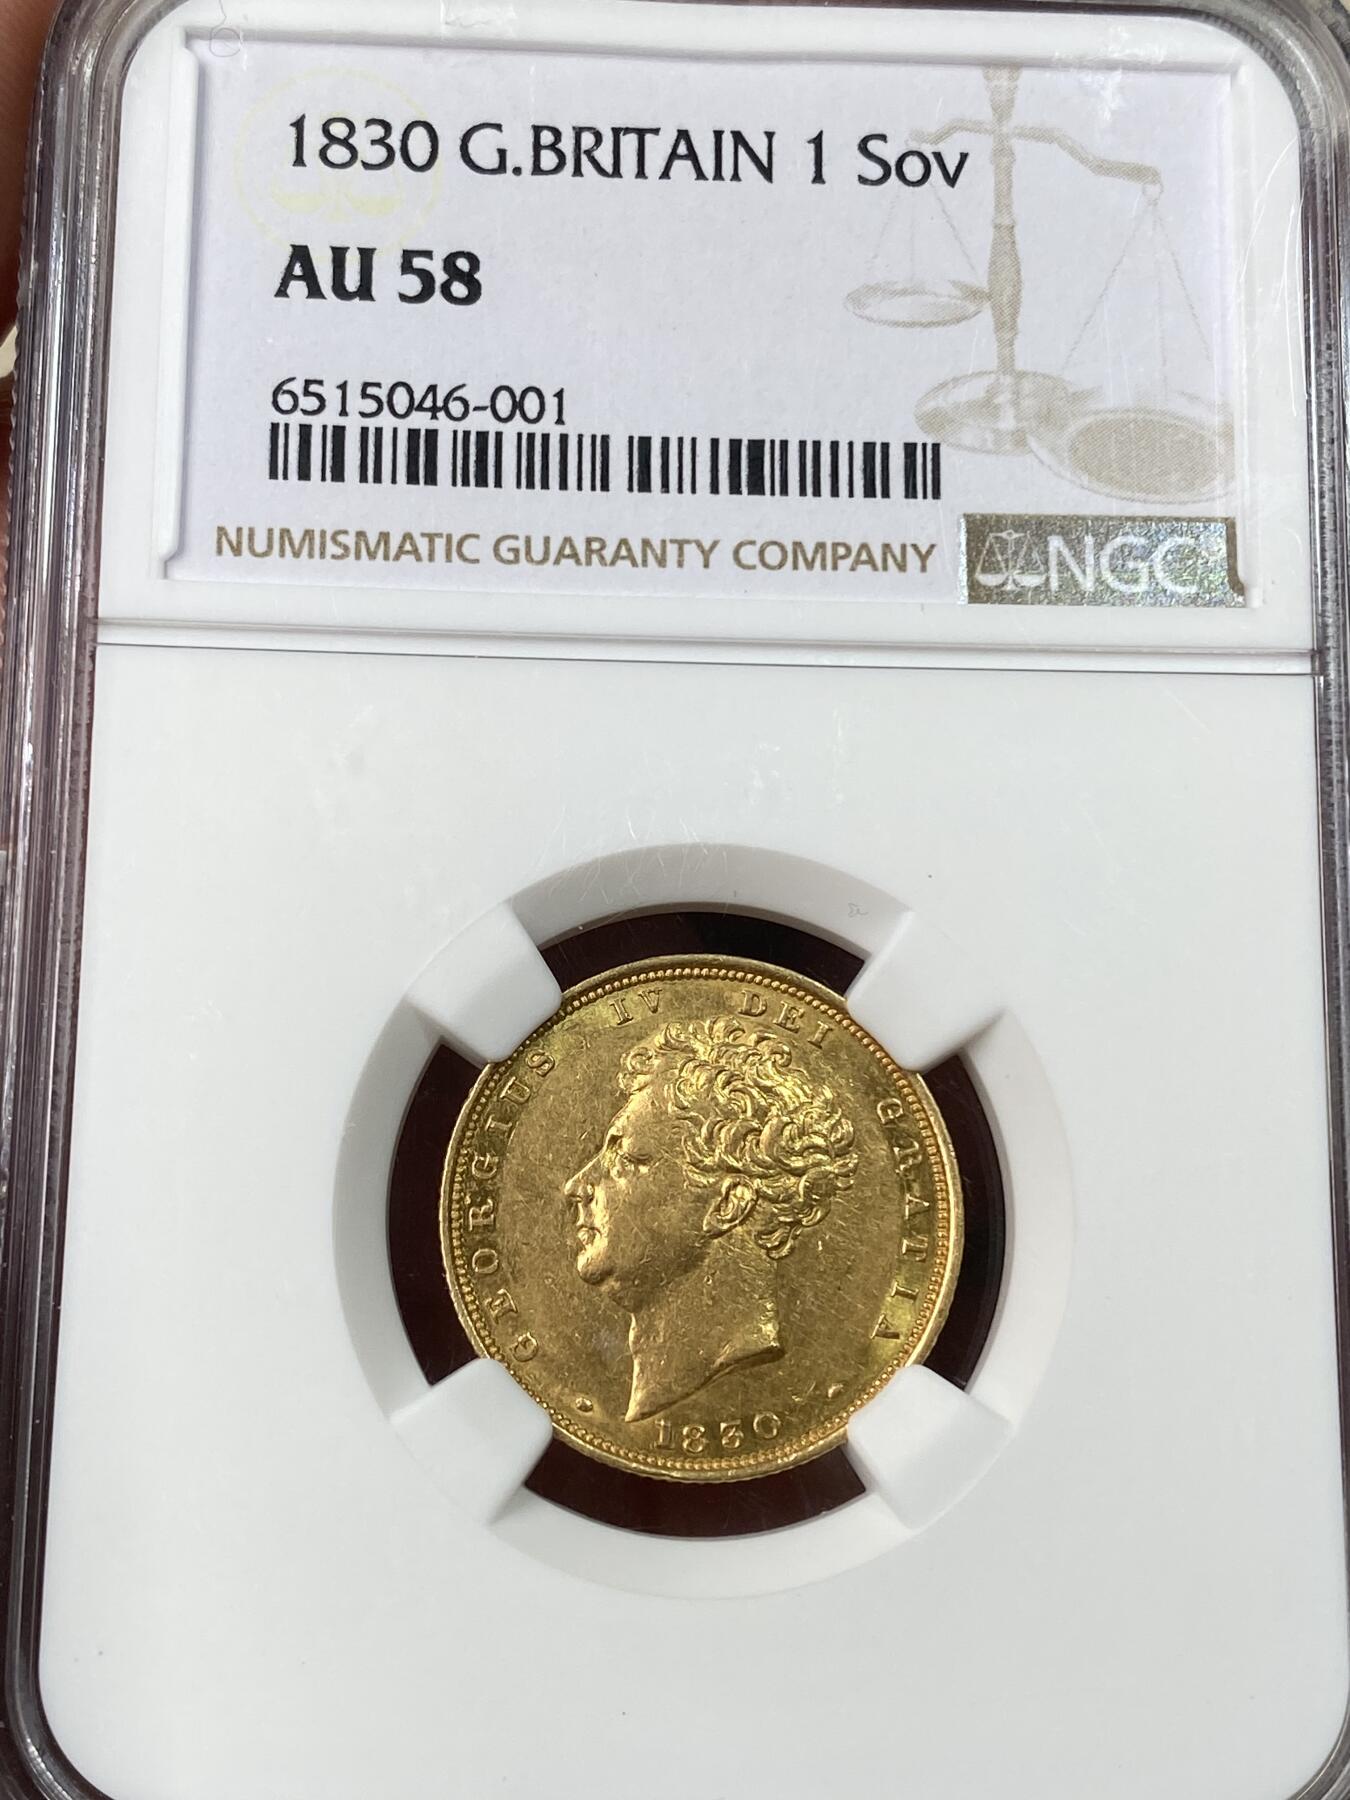 1830 G.BRITAIN 1 Sov
AU 58
6515046-001
NUMISMATIC GUARANTY COMPANY
NGC
GEORGIUS IV DEI GRATIA
1830